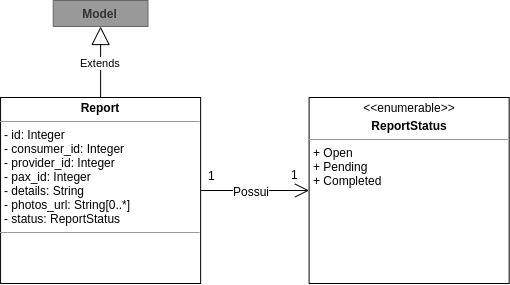 Model
Extends
Report
- id: Integer
- consumer_id: Integer
- provider_id: Integer
- pax_id: Integer
- details: String
- photos_url: String[0..*]
- status: ReportStatus
1
Possui
1
<<enumerable>>
ReportStatus
+ Open
+ Pending
+ Completed